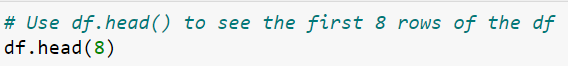 # Use df.head() to see the first 8 rows of the df
df.head(8)